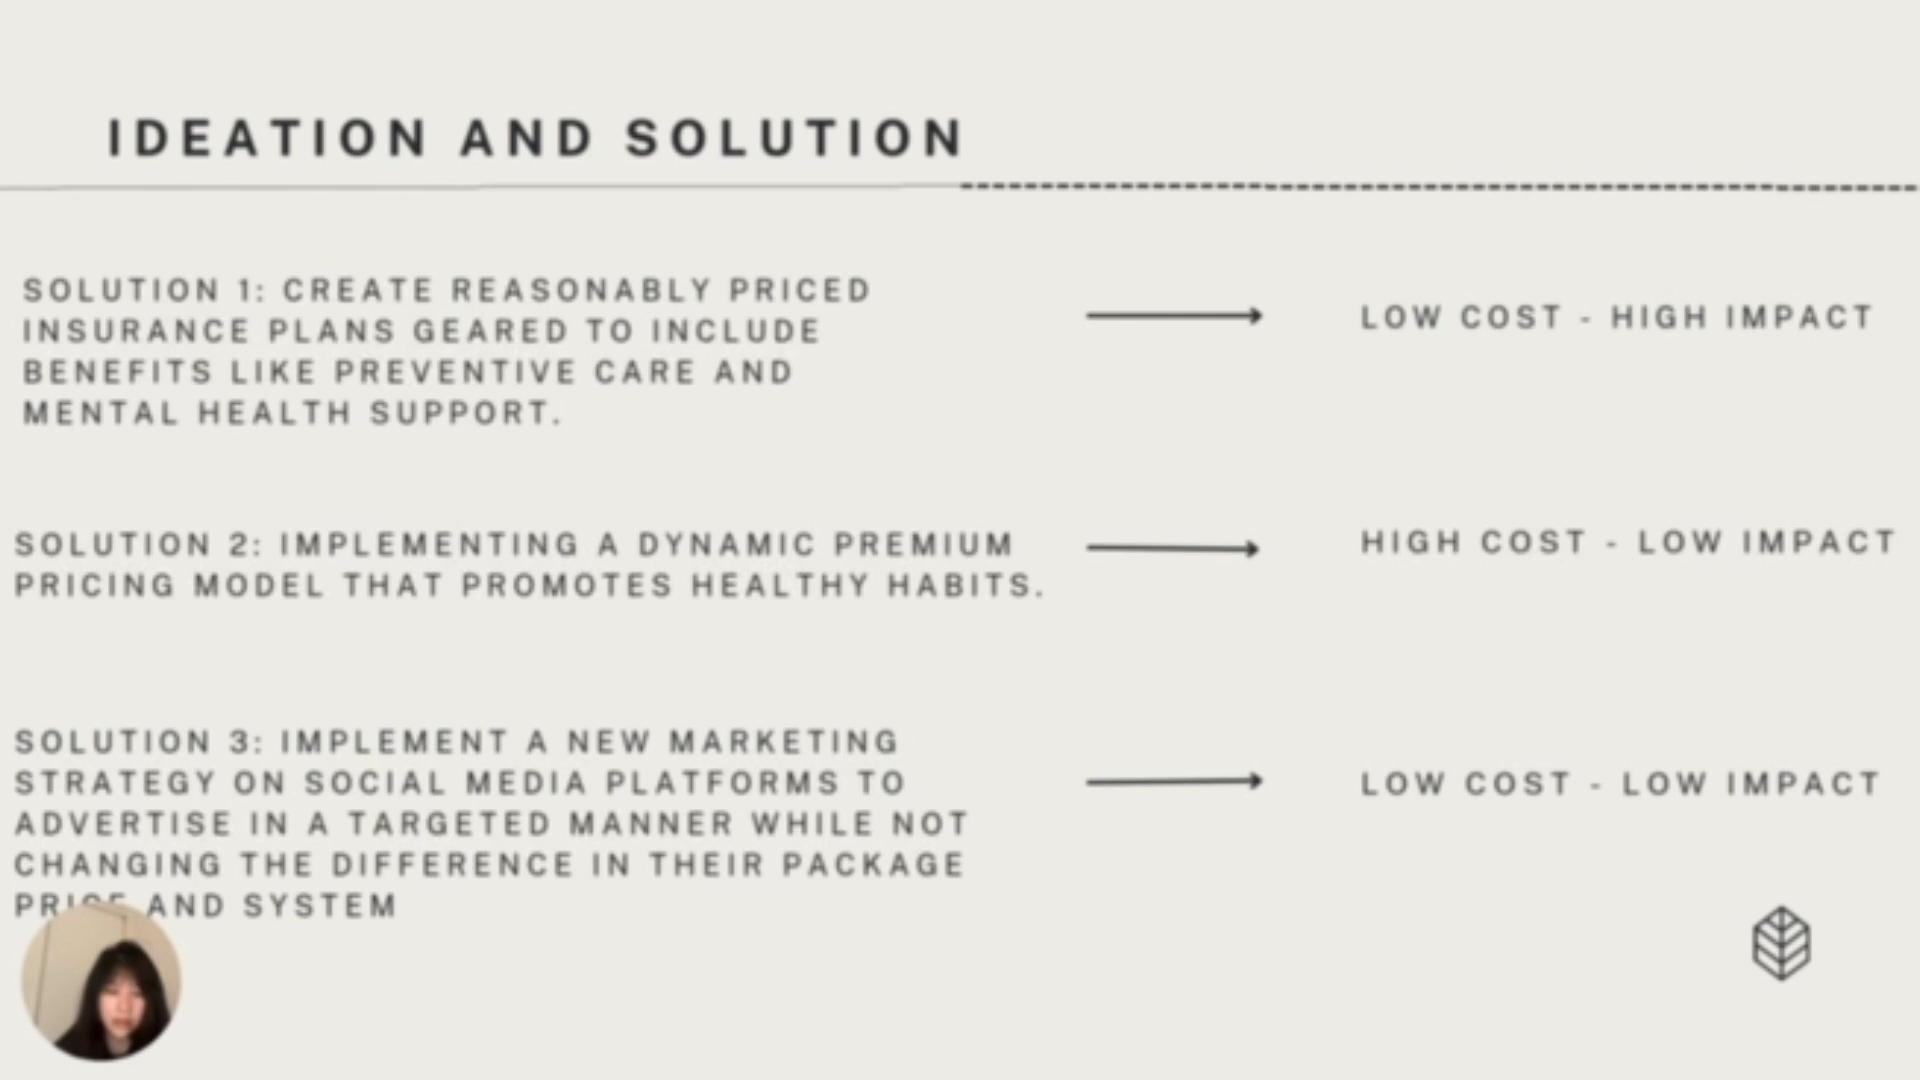 IDEATION AND SOLUTION
SOLUTION 1: CREATE REASONABLY PRICED
INSURANCE PLANS GEARED TO INCLUDE
BENEFITS LIKE PREVENTIVE CARE AND
MENTAL HEALTH SUPPORT.
LOW COST - HIGH IMPACT
SOLUTION 2: IMPLEMENTING A DYNAMIC PREMIUM
PRICING MODEL THAT PROMOTES HEALTHY HABITS.
HIGH COST - LOW IMPACT
SOLUTION 3: IMPLEMENT A NEW MARKETING
STRATEGY ON SOCIAL MEDIA PLATFORMS TO
ADVERTISE IN A TARGETED MANNER WHILE NOT
CHANGING THE DIFFERENCE IN THEIR PACKAGE
PRICE AND SYSTEM
LOW COST - LOW IMPACT